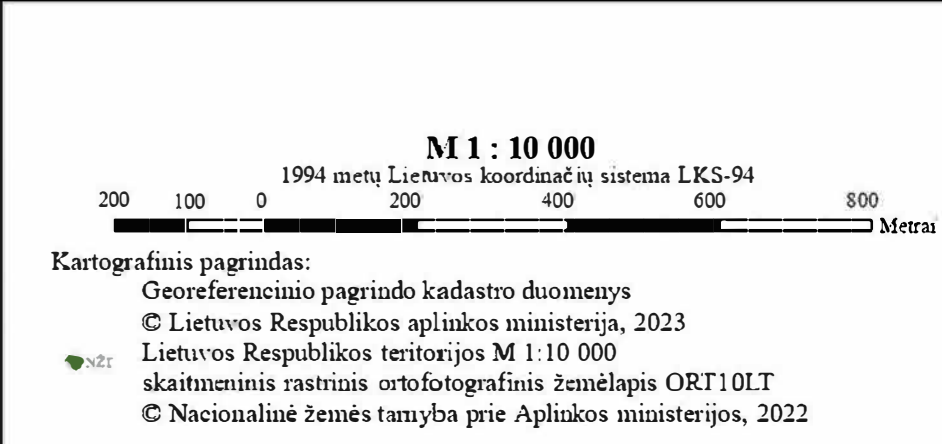 M 1 : 10 000
1994 metų Lietuvos koordinačių sistema LKS-94
200 100 0 200 400 600 800
Metrai
Kartografinis pagrindas:
Georeferencinio pagrindo kadastro duomenys
© Lietuvos Respublikos aplinkos ministerija, 2023
NŽT Lietuvos Respublikos teritorijos M 1:10 000
skaitmeninis rastrinis ortofotografinis žemėlapis ORT10LT
© Nacionalinė žemės tarnyba prie Aplinkos ministerijos, 2022